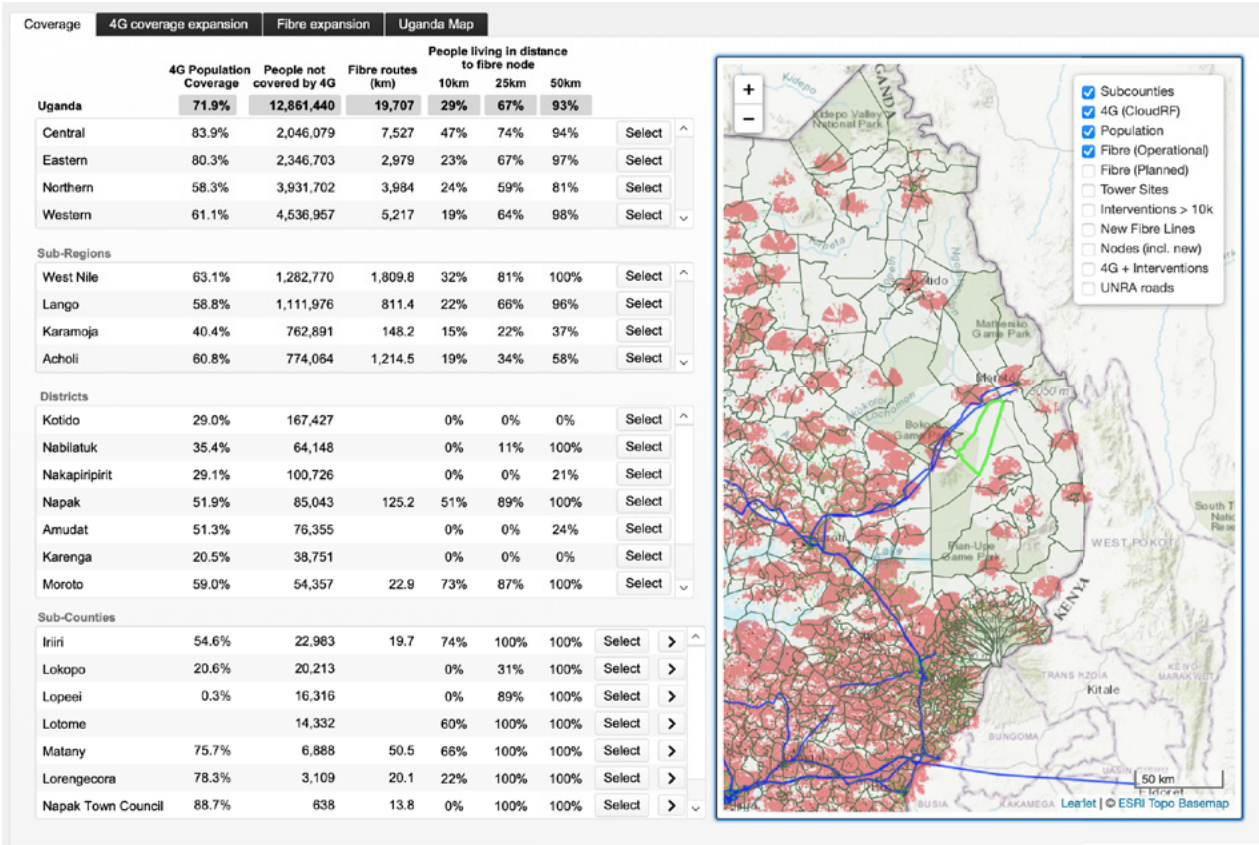 Coverage 4G coverage expansion Fibre expansion Uganda Map
People living in distance
to fibre node
4G Population Coverage People not covered by 4G Fibre routes (km) 10km 25km 50km
Uganda 71.9% 12,861,440 19,707 29% 67% 93%
Central 83.9% 2,046,079 7,527 47% 74% 94% Select
Eastern 80.3% 2,346,703 2,979 23% 67% 97% Select
Northern 58.3% 3,931,702 3,984 24% 59% 81% Select
Western 61.1% 4,536,957 5,217 19% 64% 98% Select
Sub-Regions
West Nile 63.1% 1,282,770 1,809.8 32% 81% 100% Select
Lango 58.8% 1,111,976 811.4 22% 66% 96% Select
Karamoja 40.4% 762,891 148.2 15% 22% 37% Select
Acholi 60.8% 774,064 1,214.5 19% 34% 58% Select
Districts
Kotido 29.0% 167,427 0% 0% 0% Select
Nabilatuk 35.4% 64,148 0% 11% 100% Select
Nakapiripirit 29.1% 100,726 0% 0% 21% Select
Napak 51.9% 85,043 125.2 51% 89% 100% Select
Amudat 51.3% 76,355 0% 0% 24% Select
Karenga 20.5% 38,751 0% 0% 0% Select
Moroto 59.0% 54,357 22.9 73% 87% 100% Select
Sub-Counties
Iriiri 54.6% 22,983 19.7 74% 100% 100% Select >
Lokopo 20.6% 20,213 0% 31% 100% Select >
Lopeei 0.3% 16,316 0% 89% 100% Select >
Lotome 14,332 60% 100% 100% Select >
Matany 75.7% 6,888 50.5 66% 100% 100% Select >
Lorengecora 78.3% 3,109 20.1 22% 100% 100% Select >
Napak Town Council 88.7% 638 13.8 0% 100% 100% Select >
+
−
Subcounties
4G (CloudRF)
Population
Fibre (Operational)
Fibre (Planned)
Tower Sites
Interventions > 10k
New Fibre Lines
Nodes (incl. new)
4G + Interventions
UNRA roads
Kidepo
Kidepo Valley
National Park
Matheniko
Game Park
3050 m
Game
Pian-Upe
Game
South T
WEST POKOT
KENYA
TRANS NZOIA
Kitale
BUNGOMA
BUSIA
KAKAMEGA
50 km
Eldoret
Leaflet | © ESRI Topo Basemap